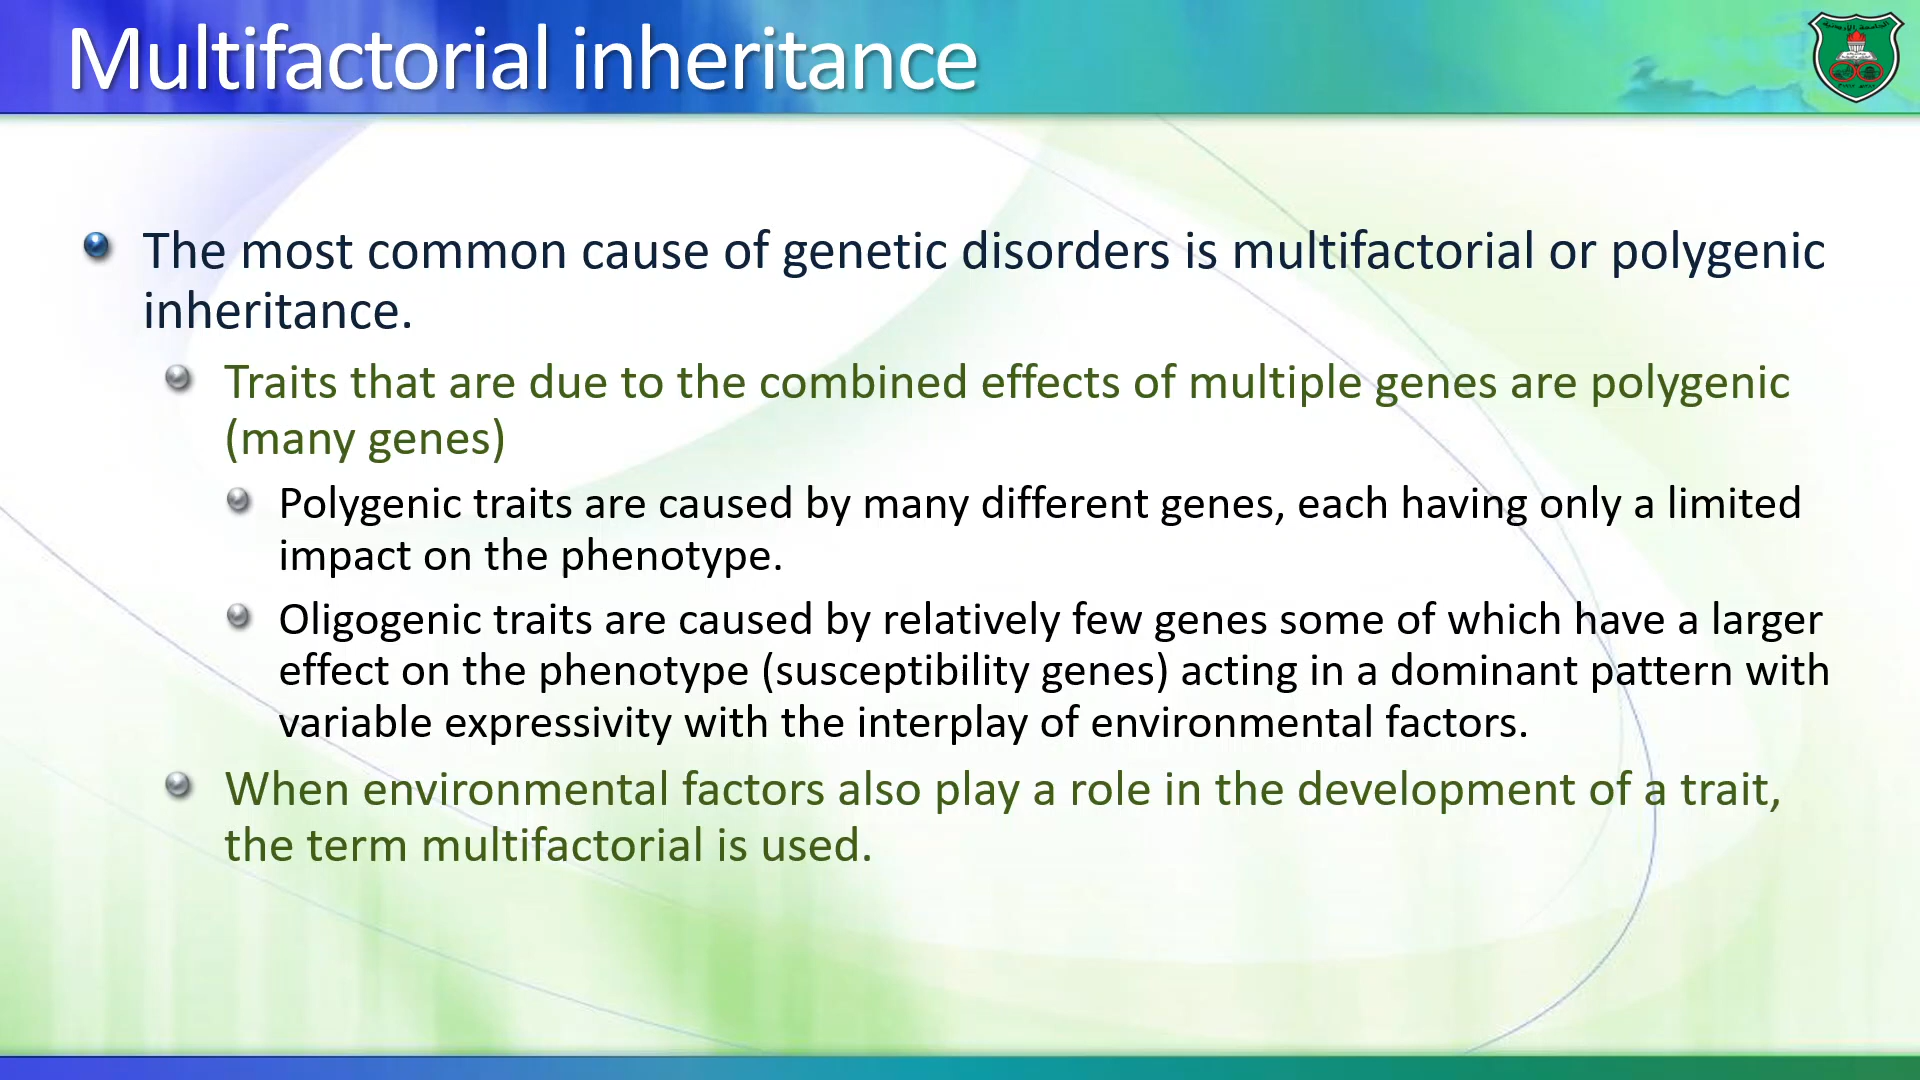 Multifactorial inheritance
The most common cause of genetic disorders is multifactorial or polygenic
inheritance.
Traits that are due to the combined effects of multiple genes are polygenic
(many genes)
Polygenic traits are caused by many different genes, each having only a limited
impact on the phenotype.
Oligogenic traits are caused by relatively few genes some of which have a larger
effect on the phenotype (susceptibility genes) acting in a dominant pattern with
variable expressivity with the interplay of environmental factors.
When environmental factors also play a role in the development of a trait,
the term multifactorial is used.